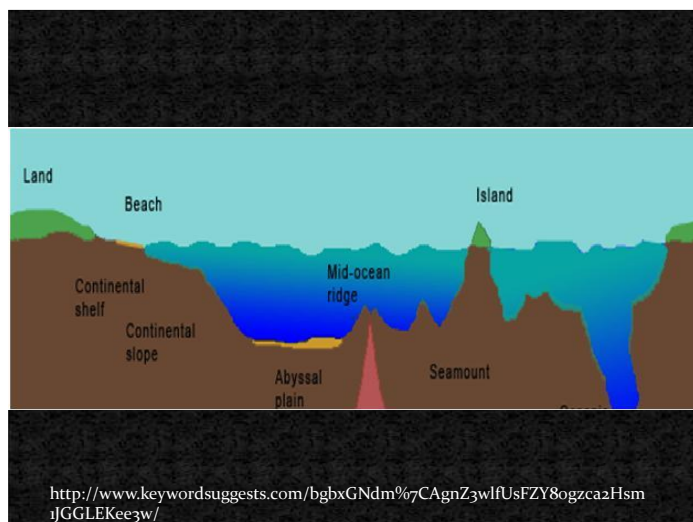 Land
Beach
Island
Mid-ocean
ridge
Continental
shelf
Continental
slope
Abyssal
plain
Seamount
http://www.keywordsuggests.com/bgbxGNdm%7CAgnZ3wlfUsFZY8ogzca2Hsm
1JGGLEKee3w/